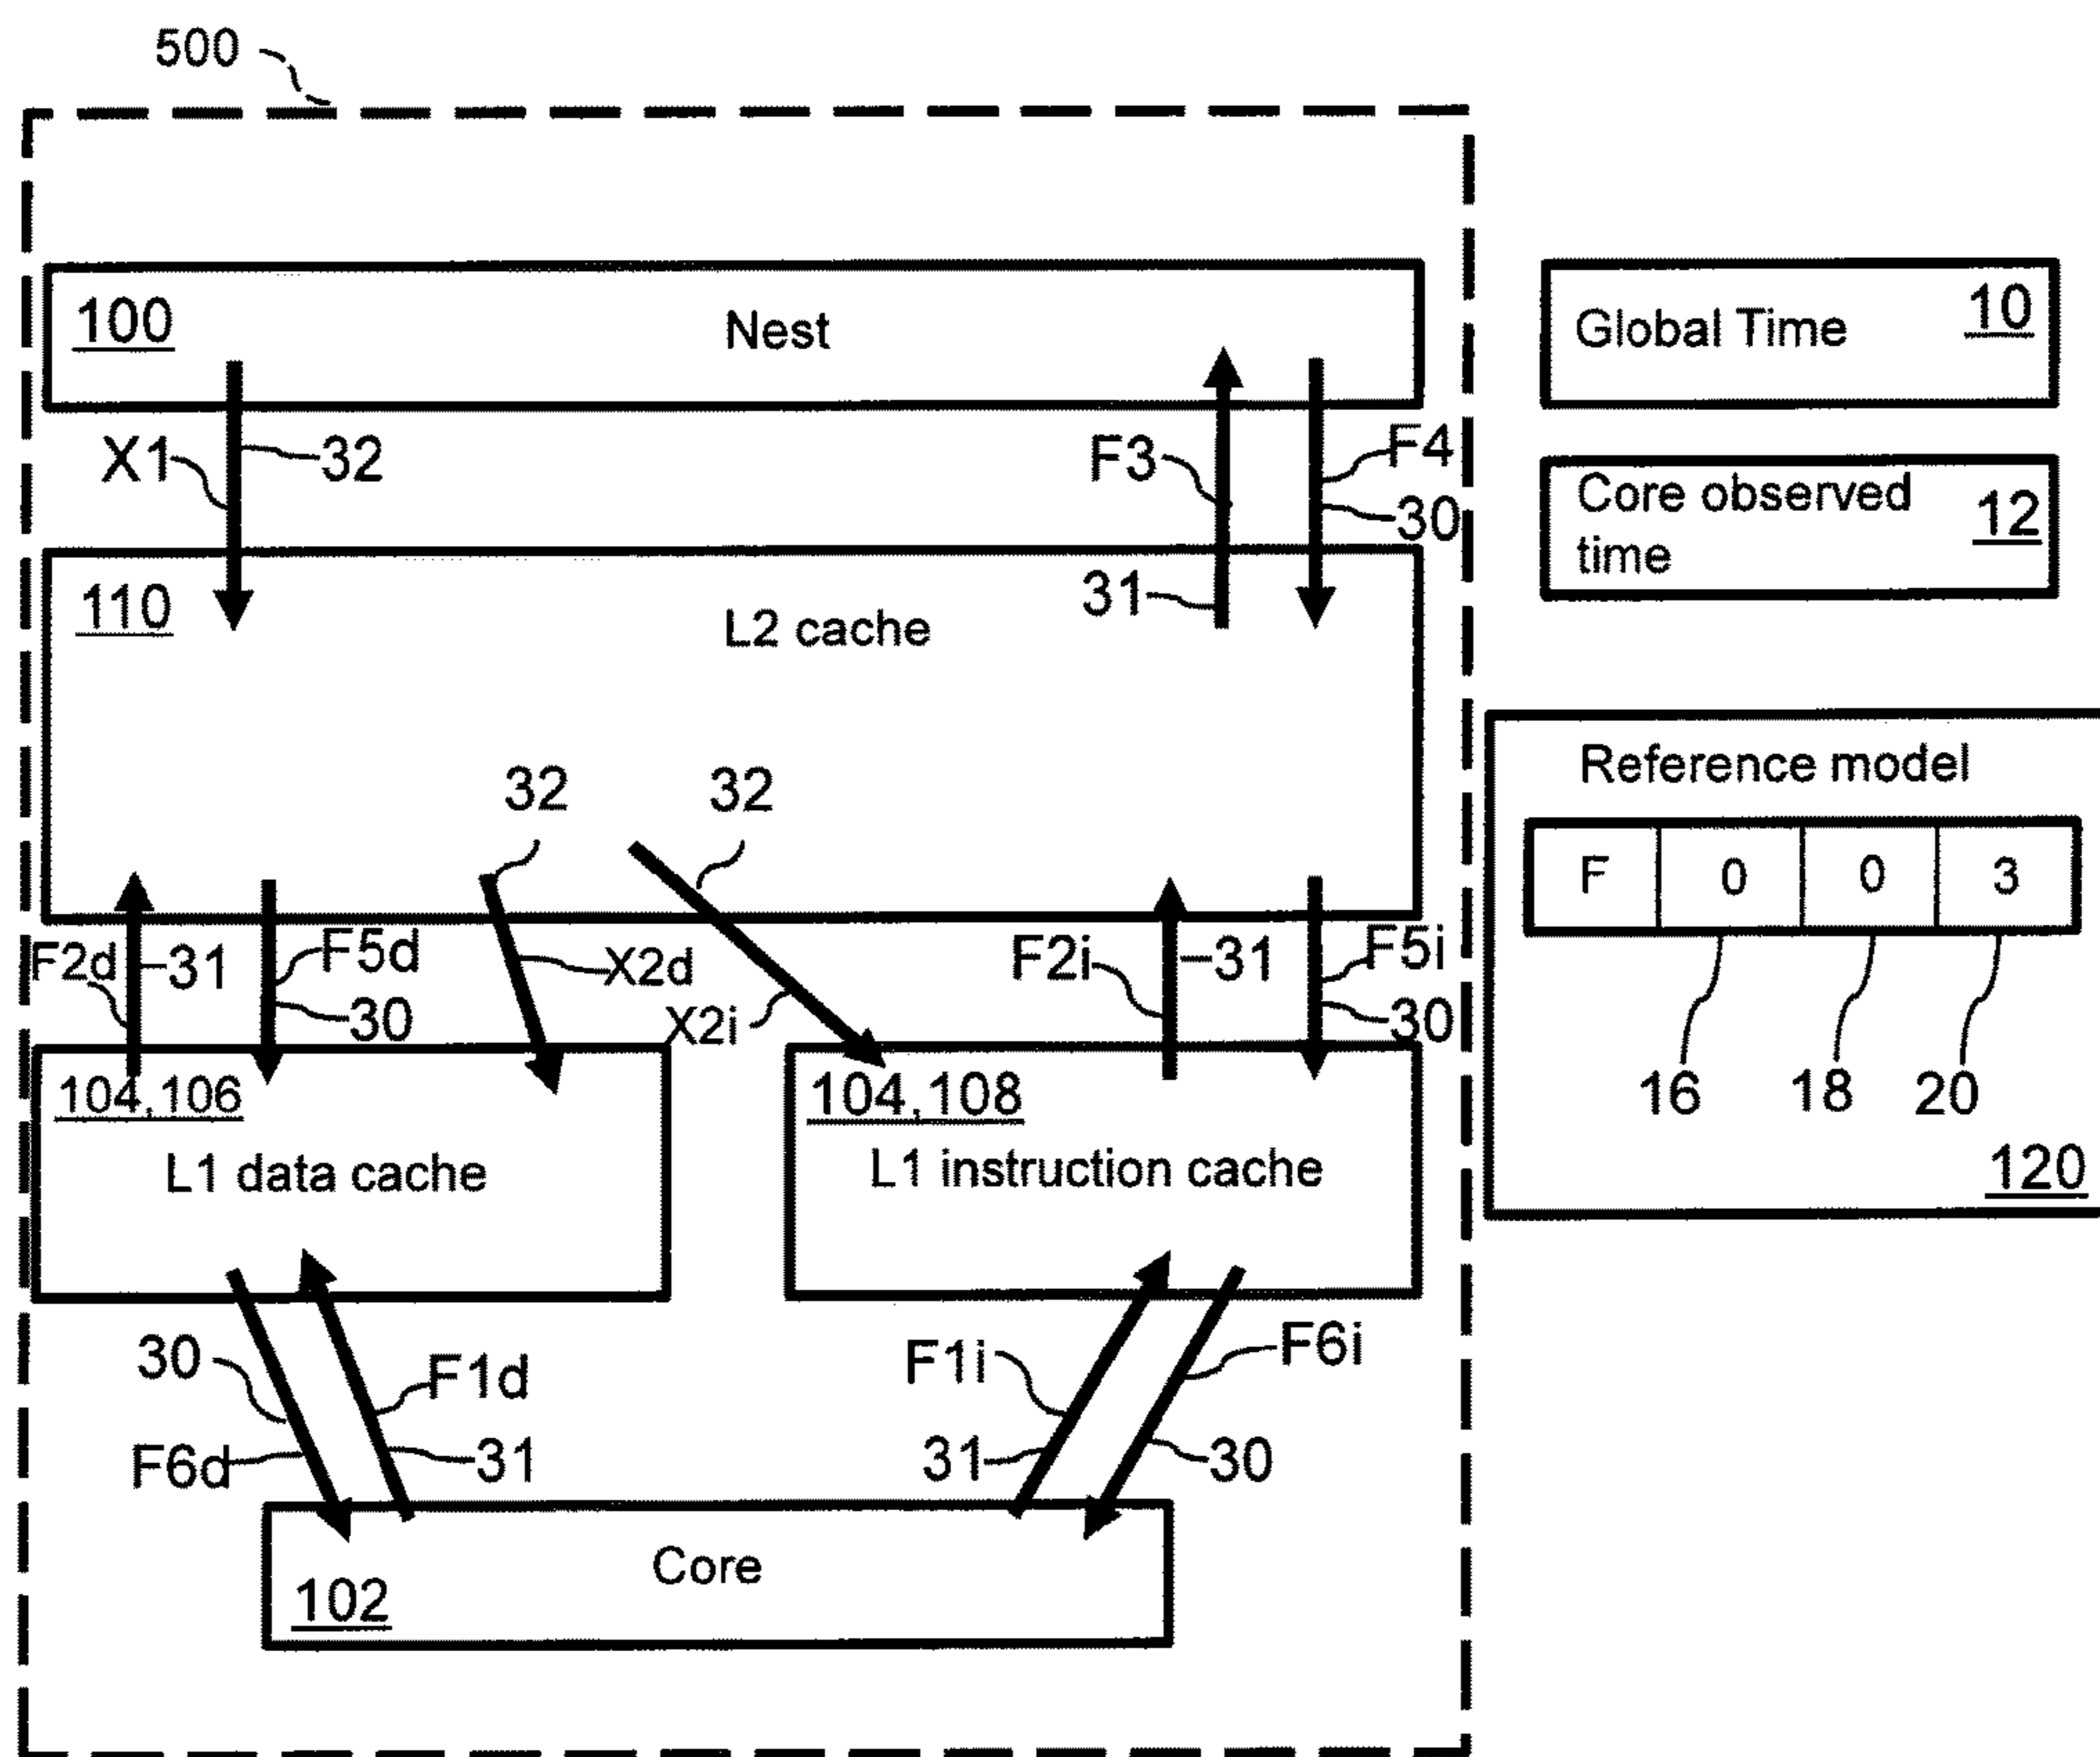 500
100
Nest
Global Time
10
X1
32
F3
F4
30
Core observed
time
12
110
L2 cache
31
32
32
Reference model
F 0 0 3
F2d
31
F5d
30
X2d
X2i
F2i
31
F5i
30
16
18
20
120
104,106
L1 data cache
104,108
L1 instruction cache
30
F1d
F6d
31
F1i
F6i
31
30
Core
102